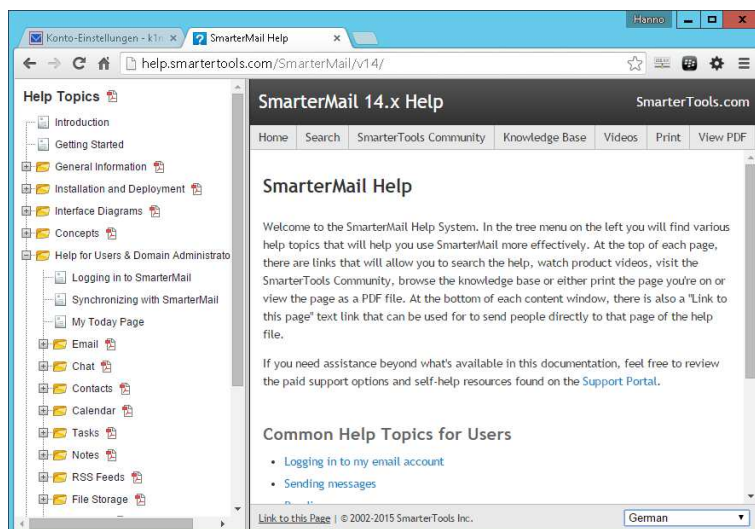 Hanno
Konto-Einstellungen - k1n
SmarterMail Help
help.smartertools.com/SmarterMail/v14/
Help Topics
Introduction
Getting Started
General Information
Installation and Deployment
Interface Diagrams
Concepts
Help for Users & Domain Administrato
Logging in to SmarterMail
Synchronizing with SmarterMail
My Today Page
Email
Chat
Contacts
Calendar
Tasks
Notes
RSS Feeds
File Storage
SmarterMail 14.x Help
SmarterTools.com
Home Search SmarterTools Community Knowledge Base Videos Print View PDF
SmarterMail Help
Welcome to the SmarterMail Help System. In the tree menu on the left you will find various
help topics that will help you use SmarterMail more effectively. At the top of each page,
there are links that will allow you to search the help, watch product videos, visit the
SmarterTools Community, browse the knowledge base or either print the page you're on or
view the page as a PDF file. At the bottom of each content window, there is also a "Link to
this page" text link that can be used for to send people directly to that page of the help
file.
If you need assistance beyond what's available in this documentation, feel free to review
the paid support options and self-help resources found on the Support Portal.
Common Help Topics for Users
Logging in to my email account
Sending messages
Link to this Page | © 2002-2015 SmarterTools Inc.
German